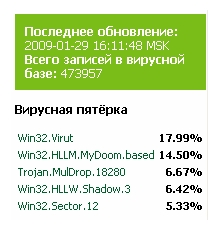 Последнее обновление:
2009-01-29 16:11:48 MSK
Всего записей в вирусной
базе: 473957
Вирусная пятёрка
Win32.Virut 17.99%
Win32.HLLM.MyDoom.based 14.50%
Trojan.MulDrop.18280 6.67%
Win32.HLLW.Shadow.3 6.42%
Win32.Sector.12 5.33%